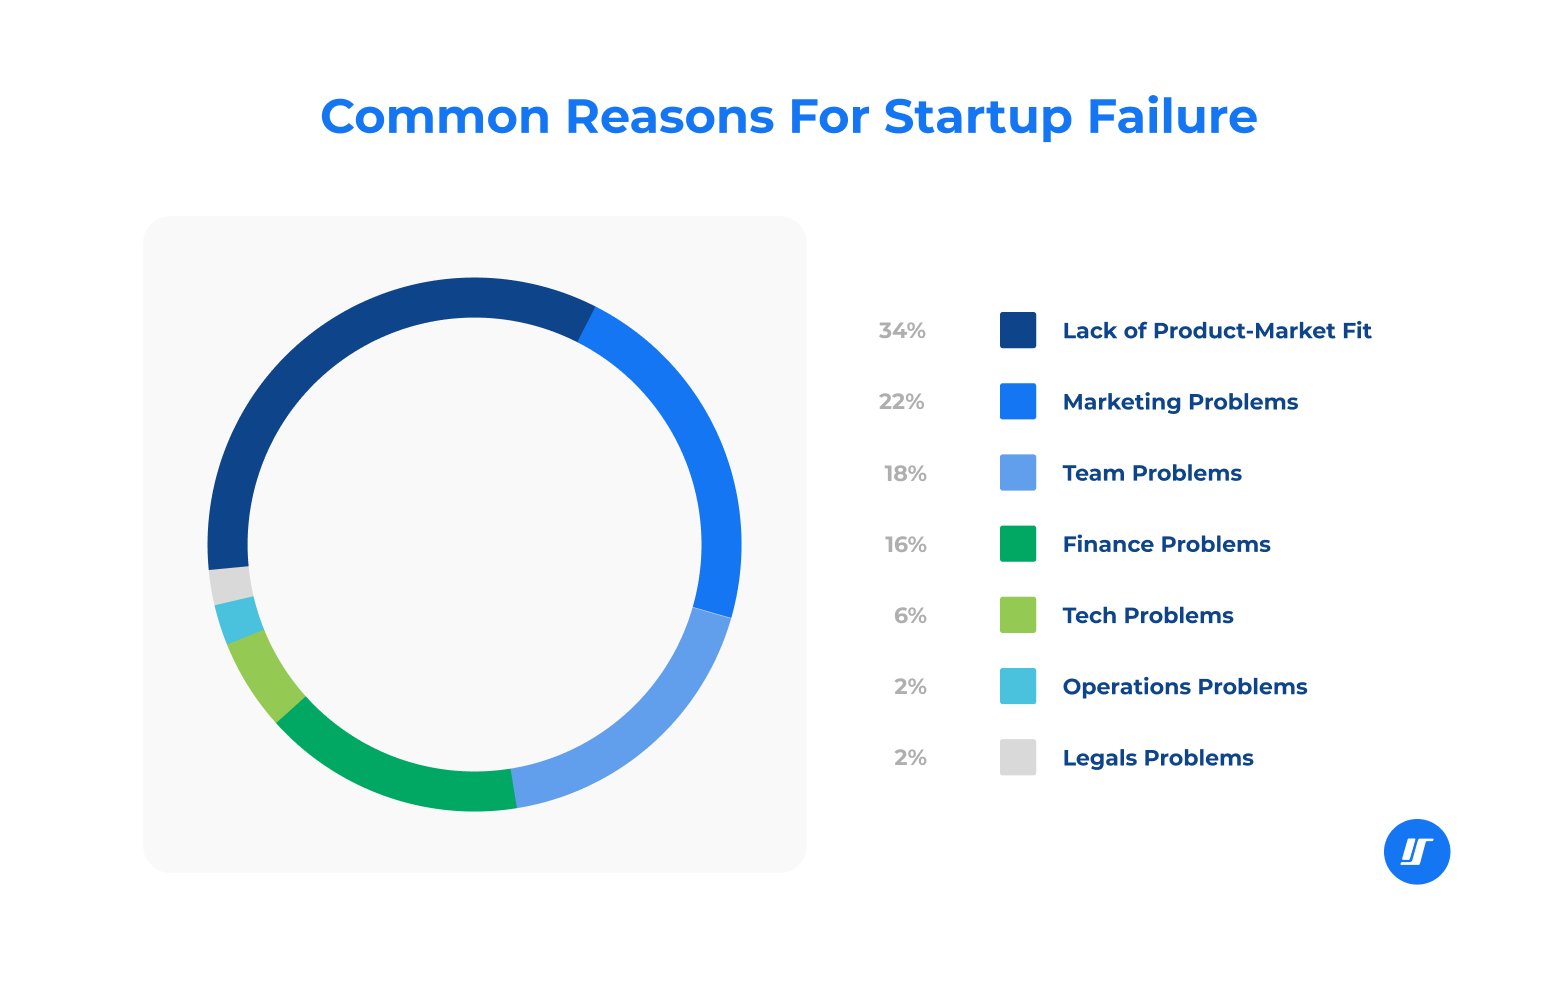 Common Reasons For Startup Failure
34% Lack of Product-Market Fit
22% Marketing Problems
18% Team Problems
16% Finance Problems
6% Tech Problems
2% Operations Problems
2% Legals Problems